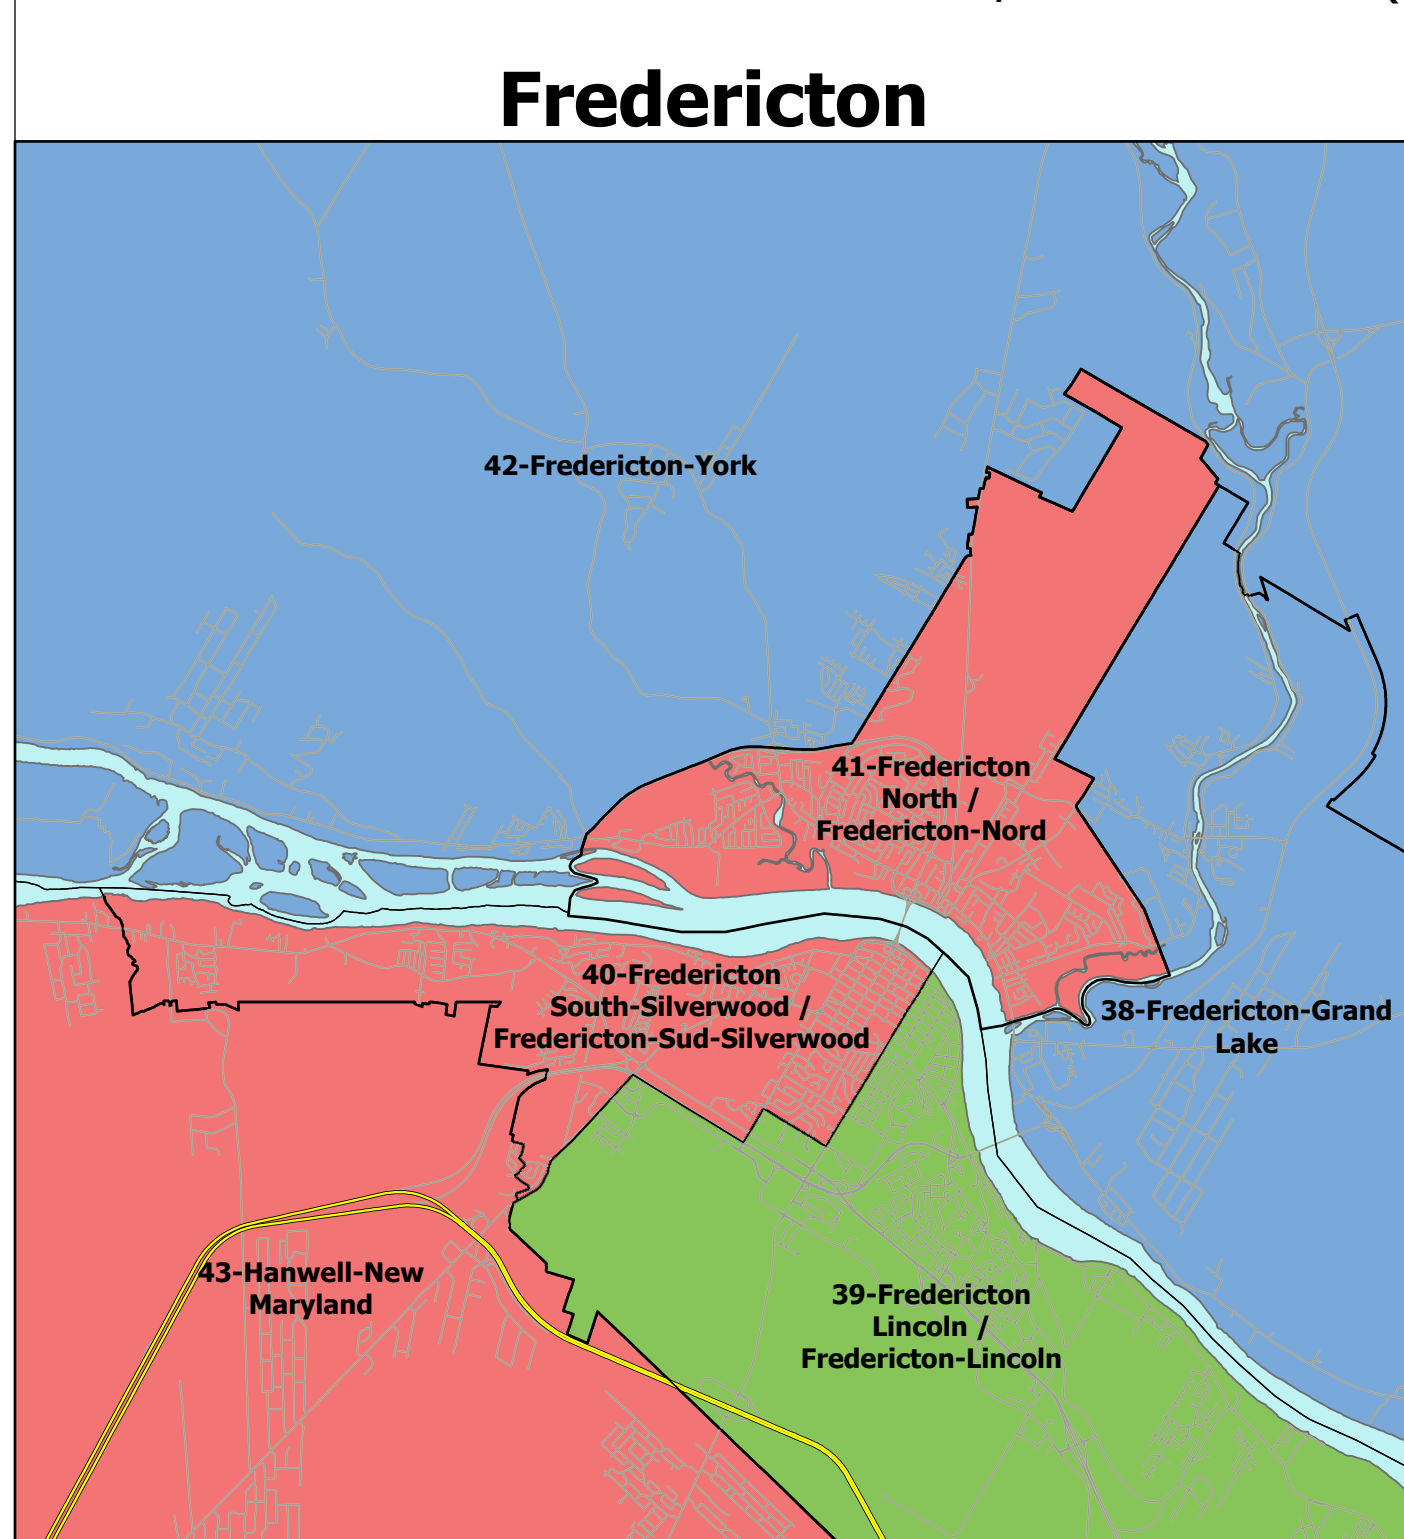 Fredericton
42-Fredericton-York
41-Fredericton
North /
Fredericton-Nord
40-Fredericton
South-Silverwood /
Fredericton-Sud-Silverwood
38-Fredericton-Grand
Lake
43-Hanwell-New
Maryland
39-Fredericton
Lincoln /
Fredericton-Lincoln